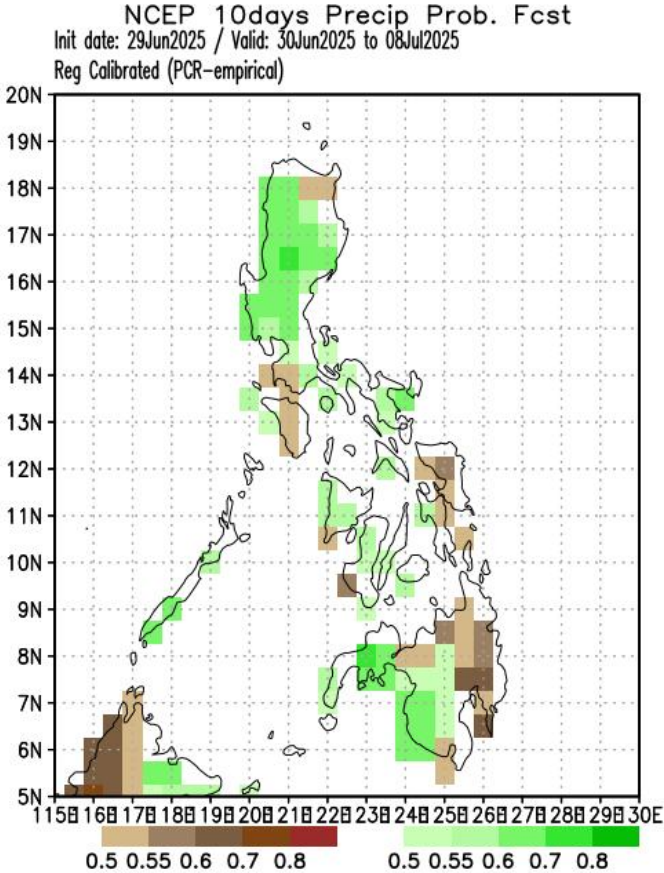 NCEP 10days Precip Prob. Fcst
Init date: 29Jun2025 / Valid: 30Jun2025 to 08Jul2025
Reg Calibrated (PCR-empirical)
20N
19N
18N
17N
16N
15N
14N
13N
12N
11N
10N
9N
8N
7N
6N
5N
115E 116E 117E 118E 119E 120E 121E 122E 123E 124E 125E 126E 127E 128E 129E 130E
0.5 0.55 0.6 0.7 0.8 0.5 0.55 0.6 0.7 0.8